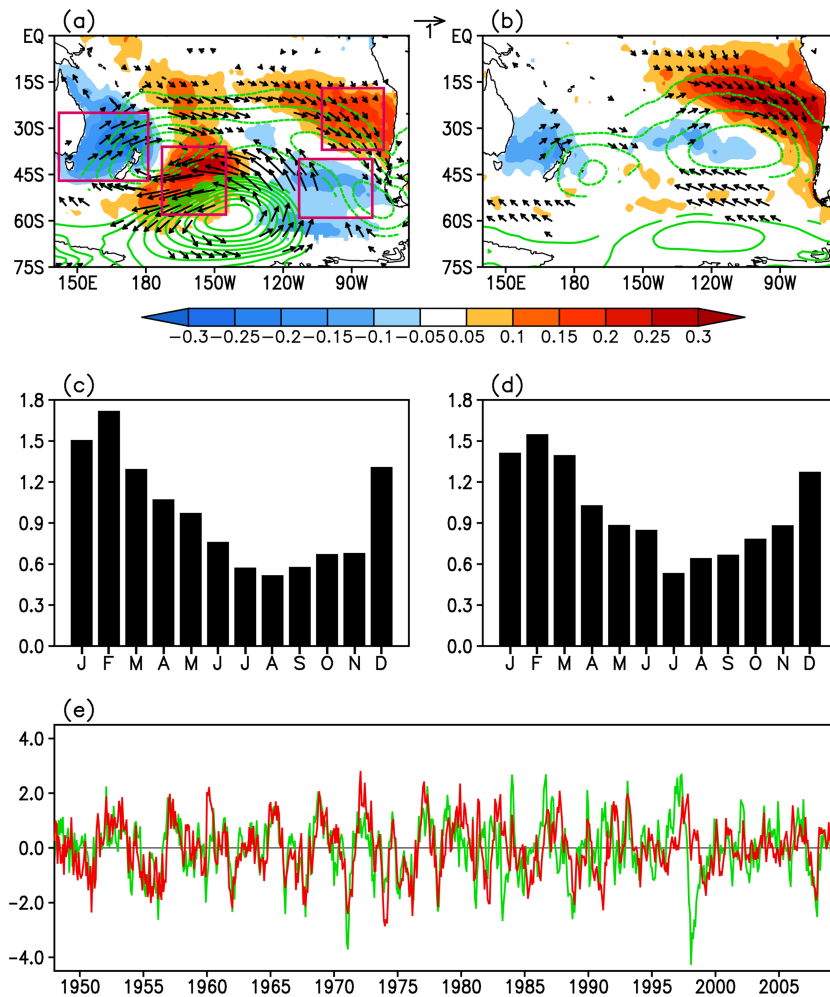 (a) (b)
1
EQ EQ
15S 15S
30S 30S
45S 45S
60S 60S
75S 75S
150E 180 150W 120W 90W 150E 180 150W 120W 90W
-0.3 -0.25 -0.2 -0.15 -0.1 -0.05 0.05 0.1 0.15 0.2 0.25 0.3
(c) (d)
1.8 1.8
1.5 1.5
1.2 1.2
0.9 0.9
0.6 0.6
0.3 0.3
0.0 0.0
J F M A M J J A S O N D J F M A M J J A S O N D
(e)
4.0
2.0
0.0
-2.0
-4.0
1950 1955 1960 1965 1970 1975 1980 1985 1990 1995 2000 2005